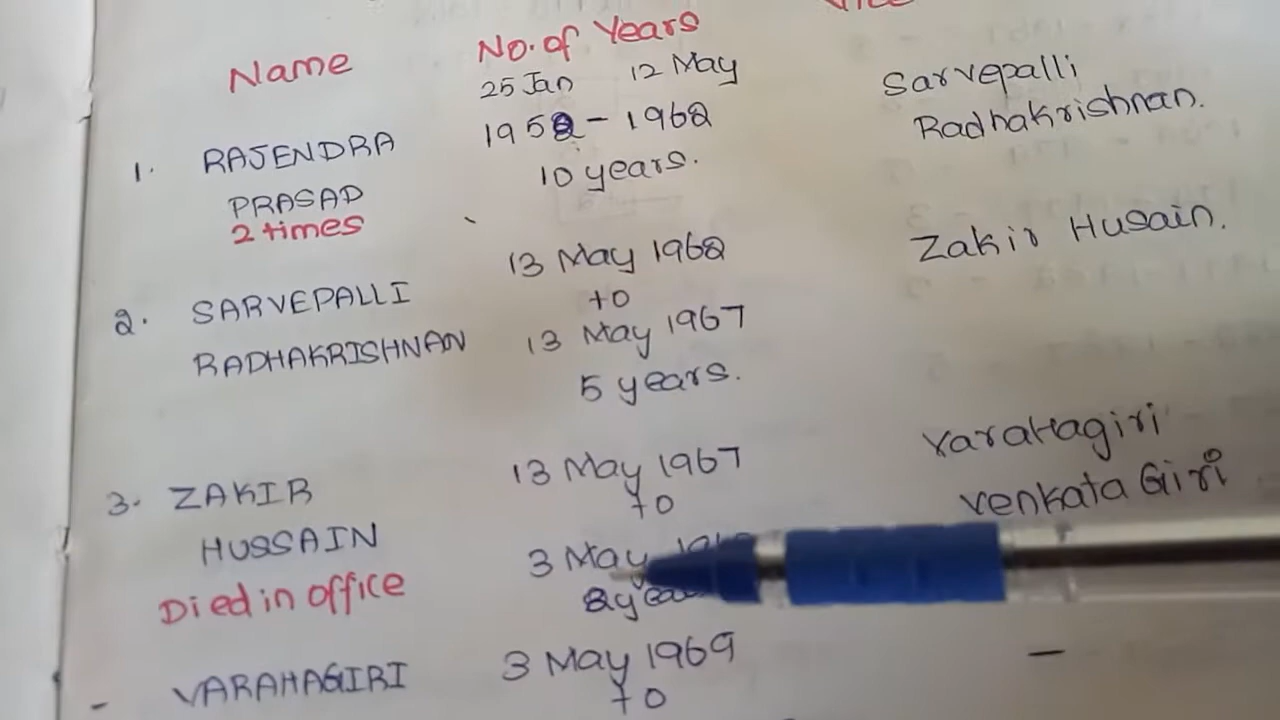 Name No. of Years
25 Jan 12 May
1952 - 1962
10 years.
Sarvepalli
Radhakrishnan.
1. RAJENDRA
PRASAD
2 times
13 May 1962
to
13 May 1967
5 years.
Zakir Husain.
2. SARVEPALLI
RADHAKRISHNAN
13 May 1967
to
3 May
Varahagiri
Venkata Giri
3. ZAKIR
HUSSAIN
Died in office
VARAHAGIRI
3 May 1969
to
-